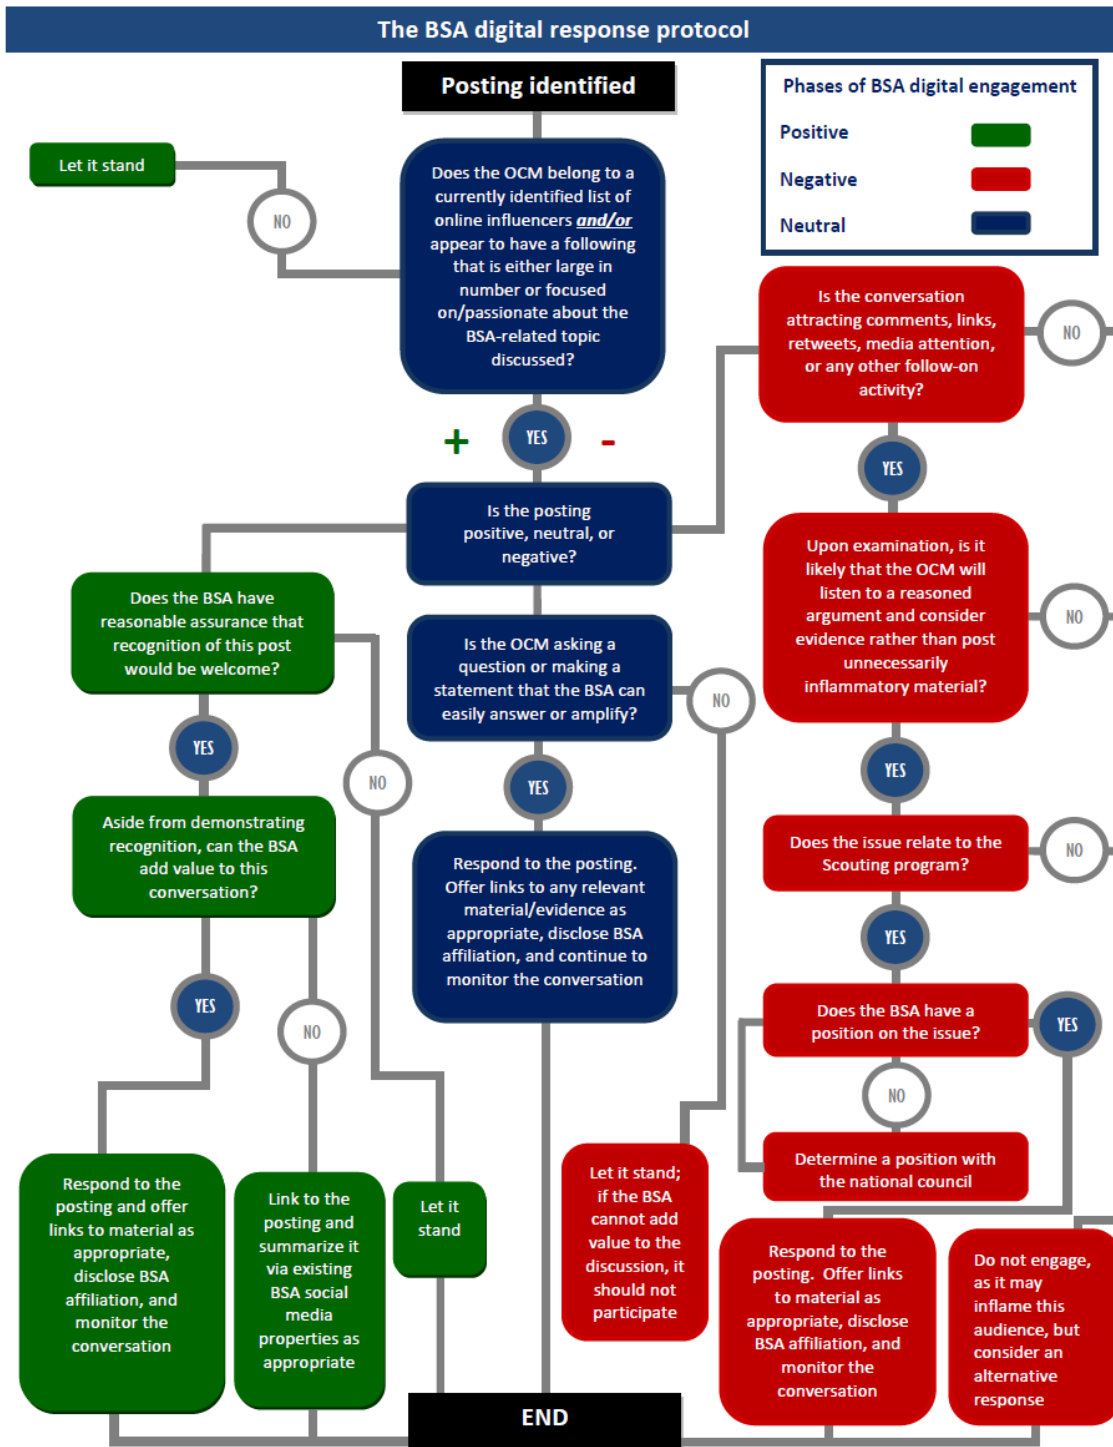 The BSA digital response protocol
Posting identified
Phases of BSA digital engagement
Positive
Negative
Neutral
Let it stand
NO
Does the OCM belong to a
currently identified list of
online influencers and/or
appear to have a following
that is either large in
number or focused
on/passionate about the
BSA-related topic
discussed?
Is the conversation
attracting comments, links,
retweets, media attention,
or any other follow-on
activity?
NO
+
YES
-
YES
Is the posting
positive, neutral, or
negative?
Upon examination, is it
likely that the OCM will
listen to a reasoned
argument and consider
evidence rather than post
unnecessarily
inflammatory material?
NO
Does the BSA have
reasonable assurance that
recognition of this post
would be welcome?
Is the OCM asking a
question or making a
statement that the BSA can
easily answer or amplify?
NO
YES
NO
YES
YES
Aside from demonstrating
recognition, can the BSA
add value to this
conversation?
Does the issue relate to the
Scouting program?
NO
Respond to the posting.
Offer links to any relevant
material/evidence as
appropriate, disclose BSA
affiliation, and continue to
monitor the conversation
YES
YES
NO
Does the BSA have a
position on the issue?
YES
NO
Determine a position with
the national council
Respond to the
posting and offer
links to material as
appropriate,
disclose BSA
affiliation, and
monitor the
conversation
Link to the
posting and
summarize it
via existing
BSA social
media
properties as
appropriate
Let it
stand
Let it stand;
if the BSA
cannot add
value to the
discussion, it
should not
participate
Respond to the
posting. Offer links
to material as
appropriate, disclose
BSA affiliation, and
monitor the
conversation
Do not engage,
as it may
inflame this
audience, but
consider an
alternative
response
END